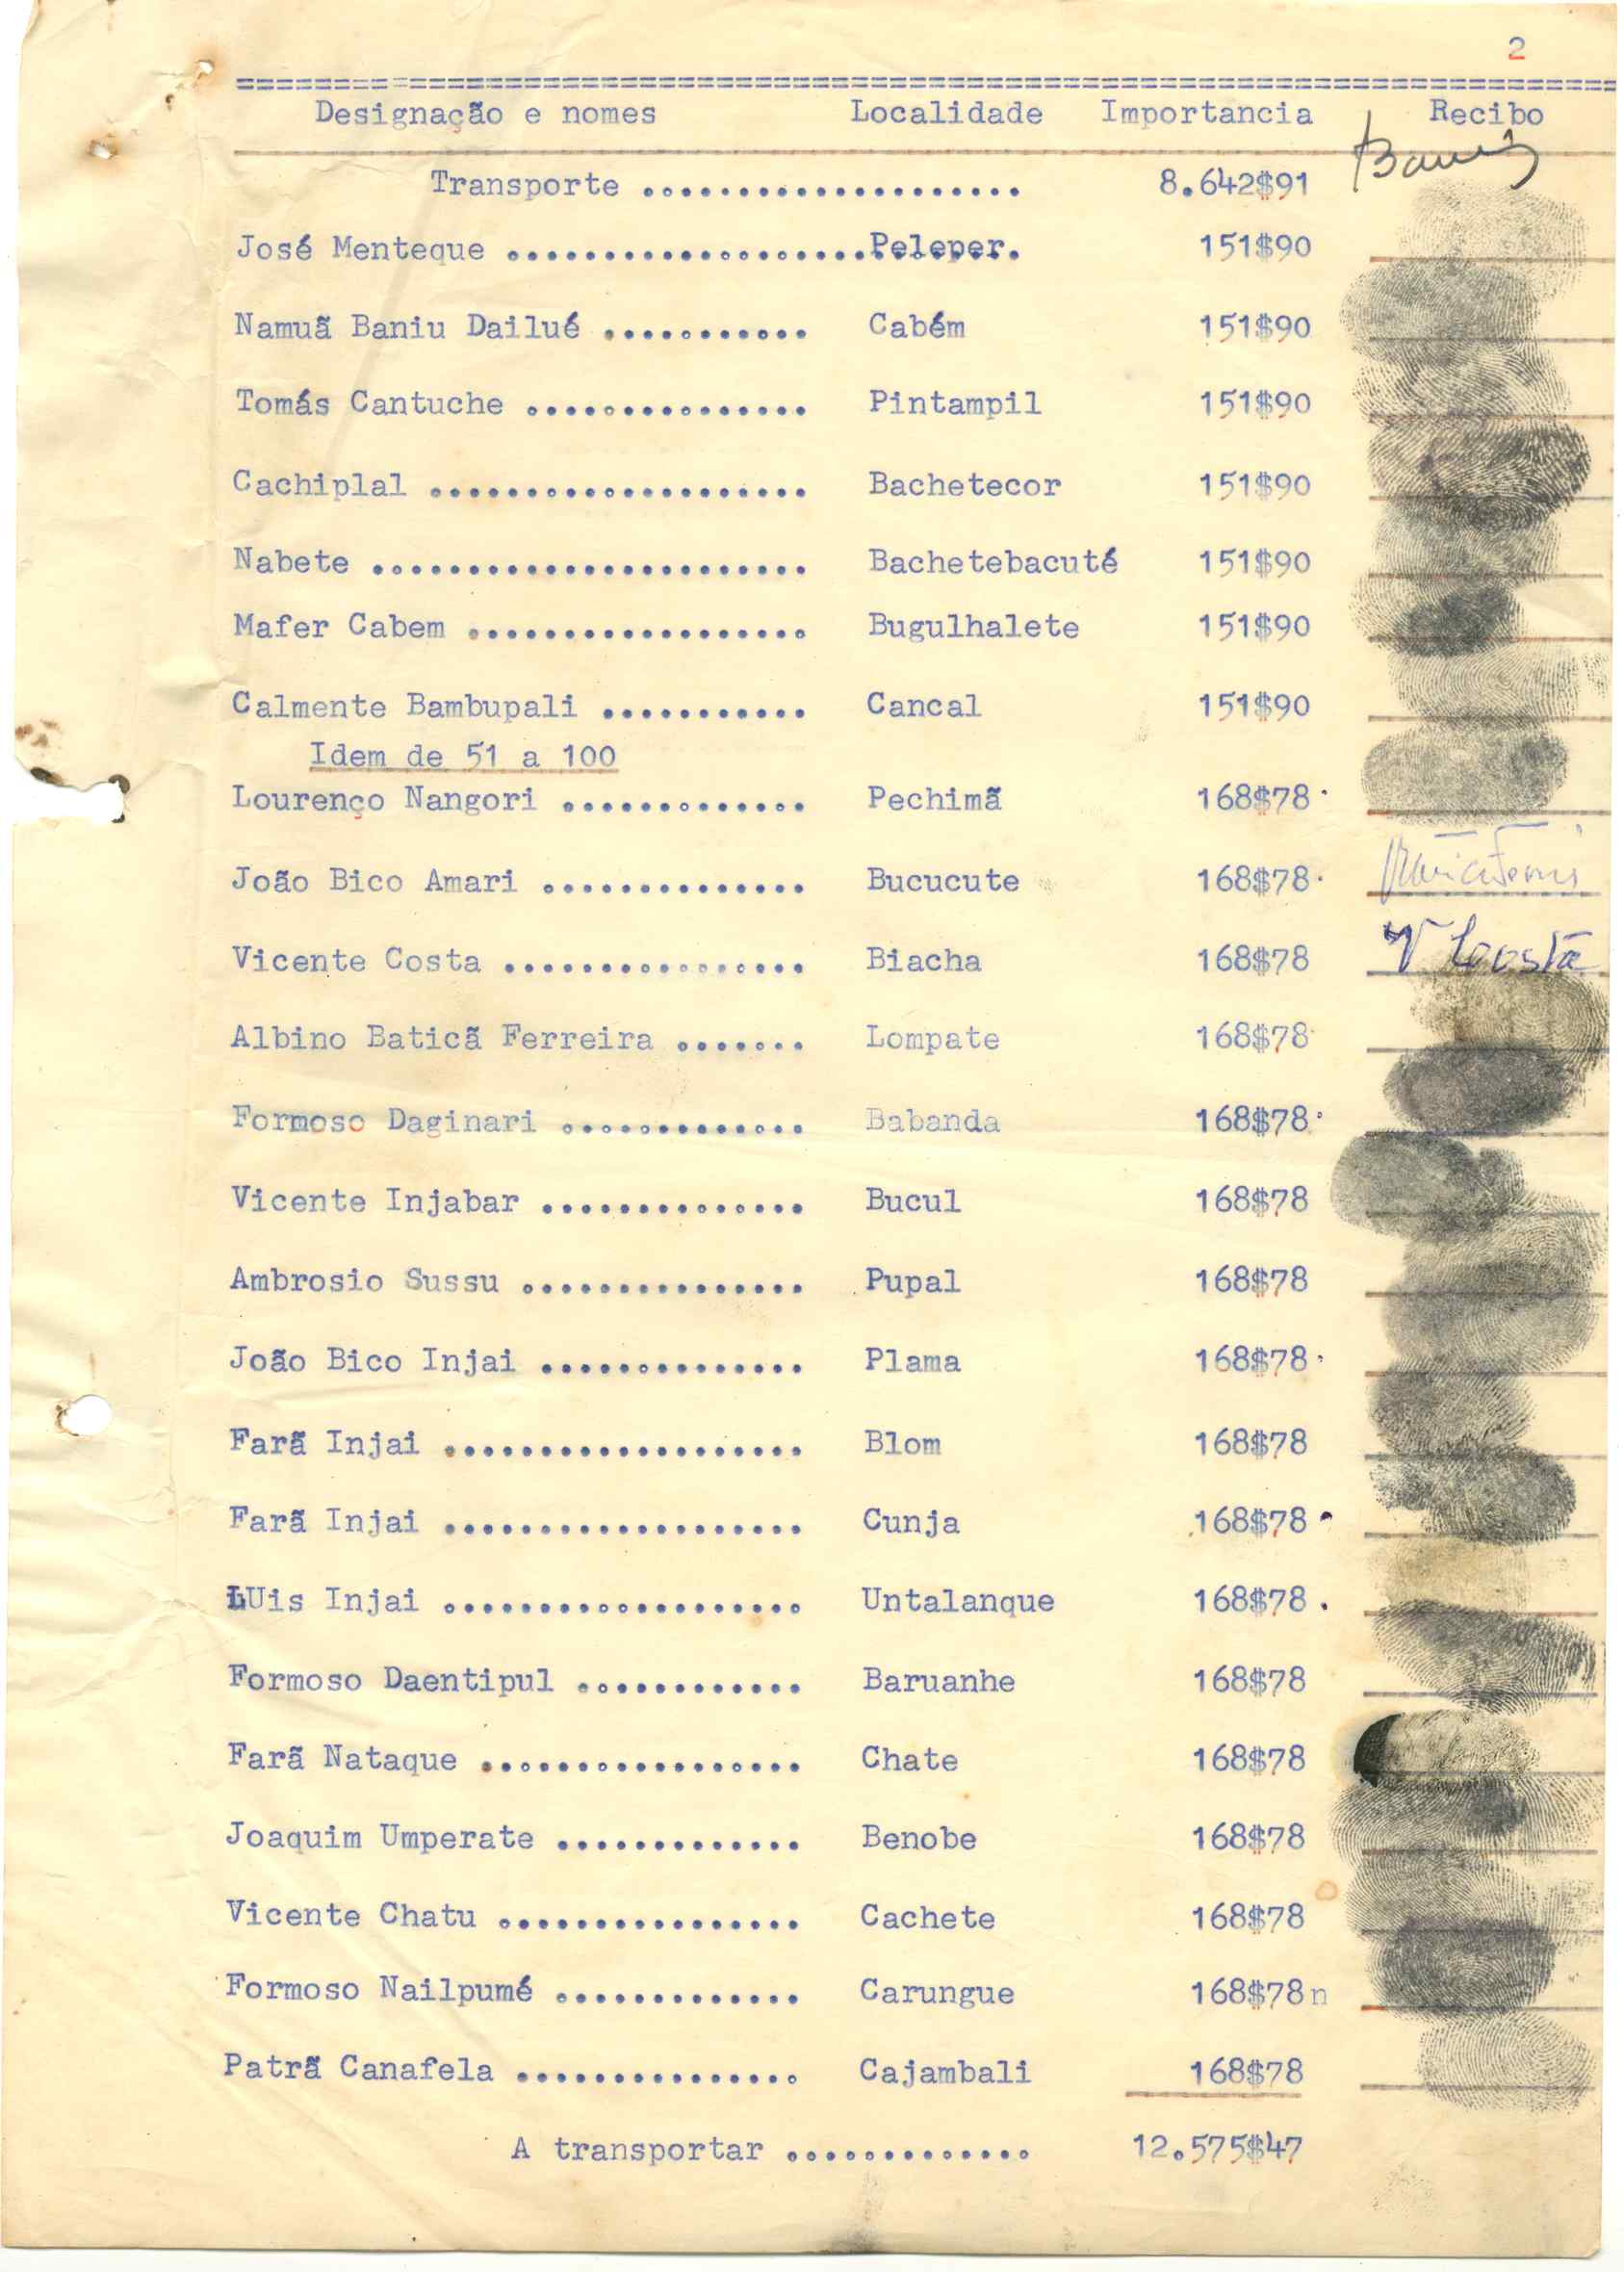 2
Designação e nomes Localidade Importancia Recibo
Transporte .................... 8.642$91
José Menteque ...................Peleper. 151$90
Namuã Baniu Dailué ........... Cabém 151$90
Tomás Cantuche ............... Pintampil 151$90
Cachiplal .................... Bachetecor 151$90
Nabete ....................... Bachetebacuté 151$90
Mafer Cabem .................. Bugulhalete 151$90
Calmente Bambupali ........... Cancal 151$90
Idem de 51 a 100
Lourenço Nangori ............. Pechimã 168$78
João Bico Amari .............. Bucucute 168$78
Vicente Costa ................ Biacha 168$78 V Costa
Albino Baticã Ferreira ....... Lompate 168$78
Formoso Daginari ............. Babanda 168$78
Vicente Injabar .............. Bucul 168$78
Ambrosio Sussu ............... Pupal 168$78
João Bico Injai .............. Plama 168$78
Farã Injai ................... Blom 168$78
Farã Injai ................... Cunja 168$78
LUis Injai ................... Untalanque 168$78
Formoso Daentipul ............ Baruanhe 168$78
Farã Nataque ................. Chate 168$78
Joaquim Umperate ............. Benobe 168$78
Vicente Chatu ................ Cachete 168$78
Formoso Nailpumé ............. Carungue 168$78n
Patrã Canafela ............... Cajambali 168$78
A transportar ............. 12.575$47